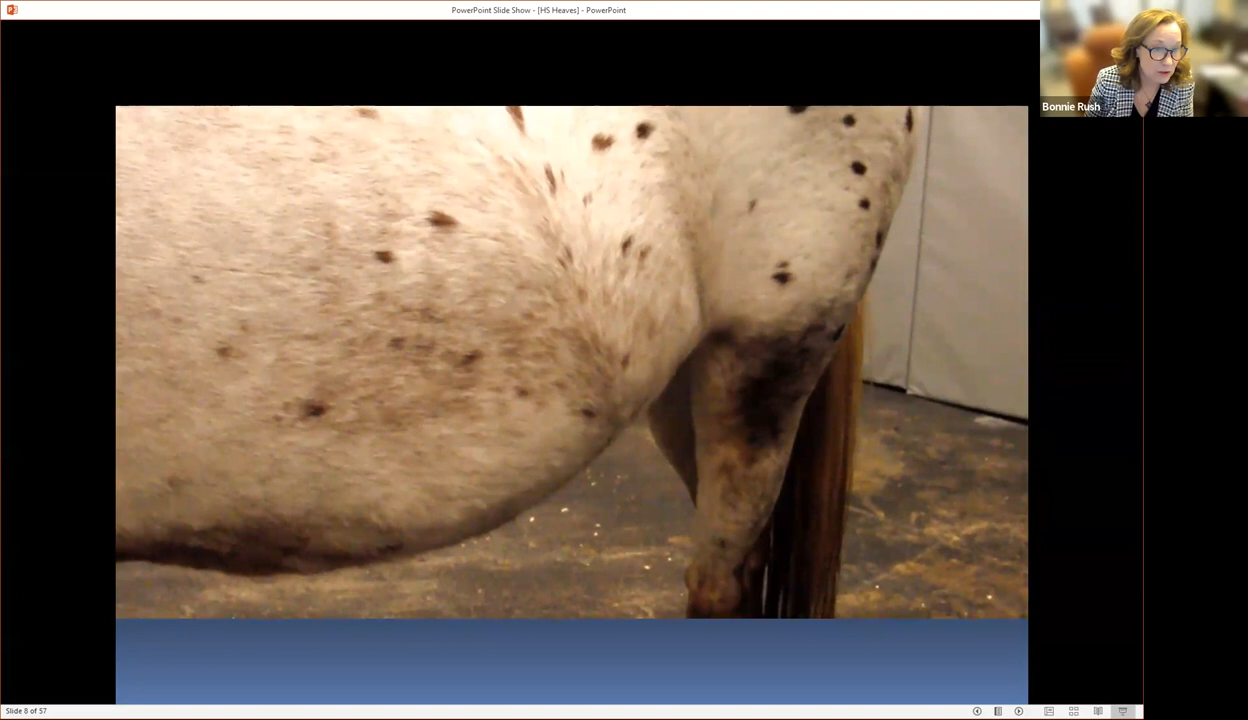 PowerPoint Slide Show - [HS Heaves] - PowerPoint
Bonnie Rush
Slide 8 of 57